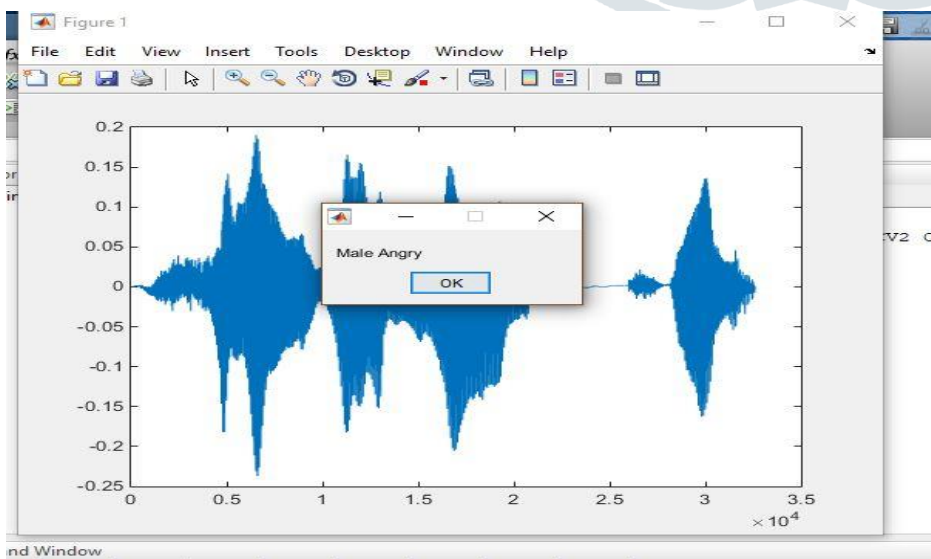 Figure 1
File Edit View Insert Tools Desktop Window Help
0.2
0.15
0.1
0.05
0
-0.05
-0.1
-0.15
-0.2
-0.25
Male Angry
OK
0 0.5 1 1.5 2 2.5 3 3.5
× 10⁴
V2
nd Window